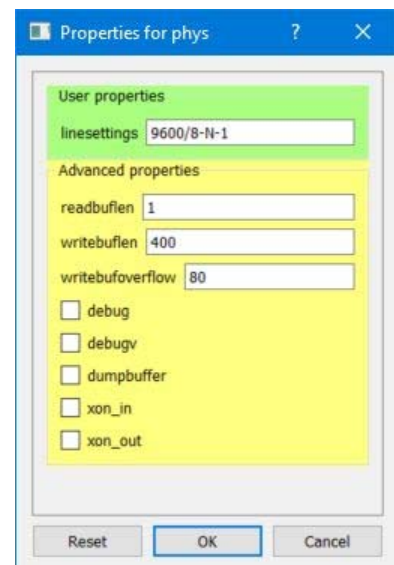 Properties for phys ? ×
User properties
linesettings 9600/8-N-1
Advanced properties
readbuflen 1
writebuflen 400
writebufoverflow 80
debug
debugv
dumpbuffer
xon_in
xon_out
Reset OK Cancel